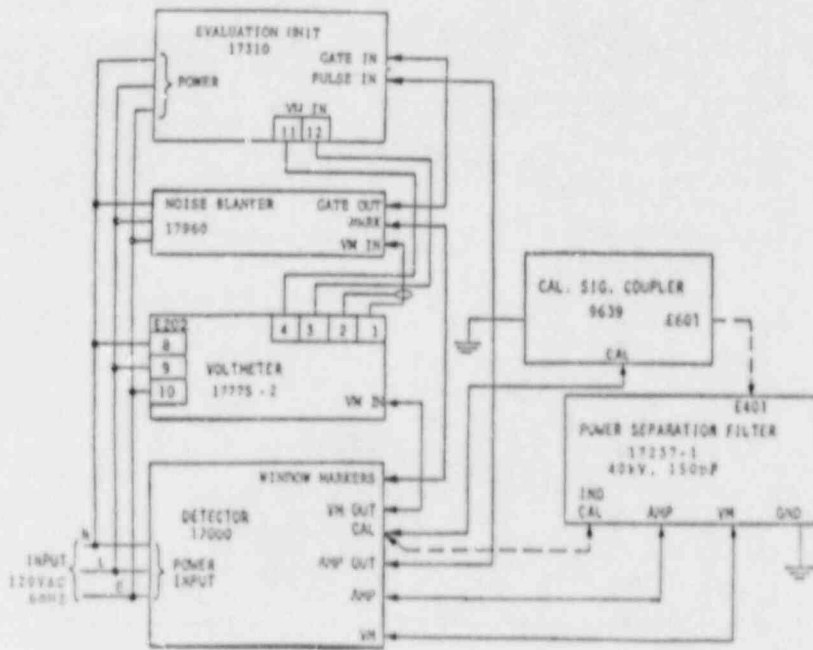 EVALUATION UNIT
17310
GATE IN
PULSE IN
POWER
VM IN
11 12
NOISE BLANKER
17960
GATE OUT
MARK
VM IN
E202
8
9
10
4 3 2 1
VOLTMETER
17775-2
VM IN
CAL. SIG. COUPLER
9639
E601
CAL
E401
POWER SEPARATION FILTER
17237-1
40kV, 150pF
IND
CAL
AMP
VM
GND
WINDOW MARKERS
VM OUT
DETECTOR
17000
CAL
AMP OUT
AMP
VM
POWER
INPUT
N
L
INPUT
120VAC
60HZ